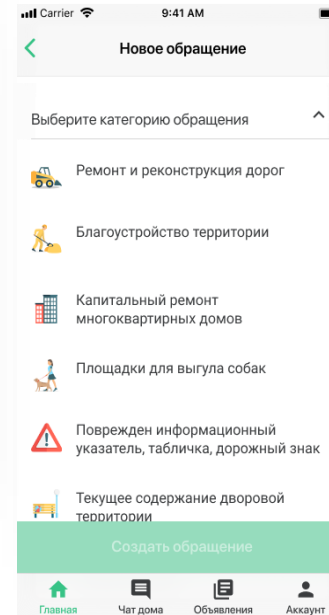 Carrier 9:41 AM
Новое обращение
Выберите категорию обращения
Ремонт и реконструкция дорог
Благоустройство территории
Капитальный ремонт
многоквартирных домов
Площадки для выгула собак
Поврежден информационный
указатель, табличка, дорожный знак
Текущее содержание дворовой
территории
Создать обращение
Главная Чат дома Объявления Аккаунт